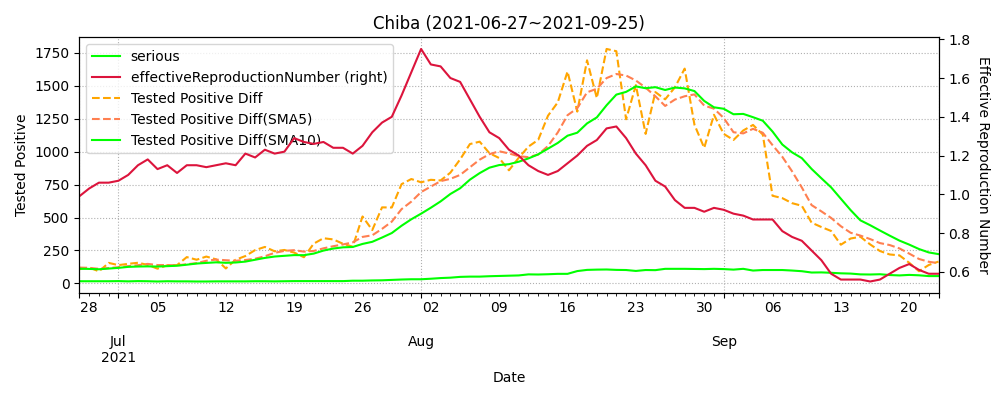 Chiba (2021-06-27~2021-09-25)
serious
effectiveReproductionNumber (right)
Tested Positive Diff
Tested Positive Diff(SMA5)
Tested Positive Diff(SMA10)
Tested Positive
1750
1500
1250
1000
750
500
250
0
1.8
1.6
1.4
1.2
1.0
0.8
0.6
Effective Reproduction Number
28 05 12 19 26 02 09 16 23 30 06 13 20
Jul Aug Sep
2021
Date